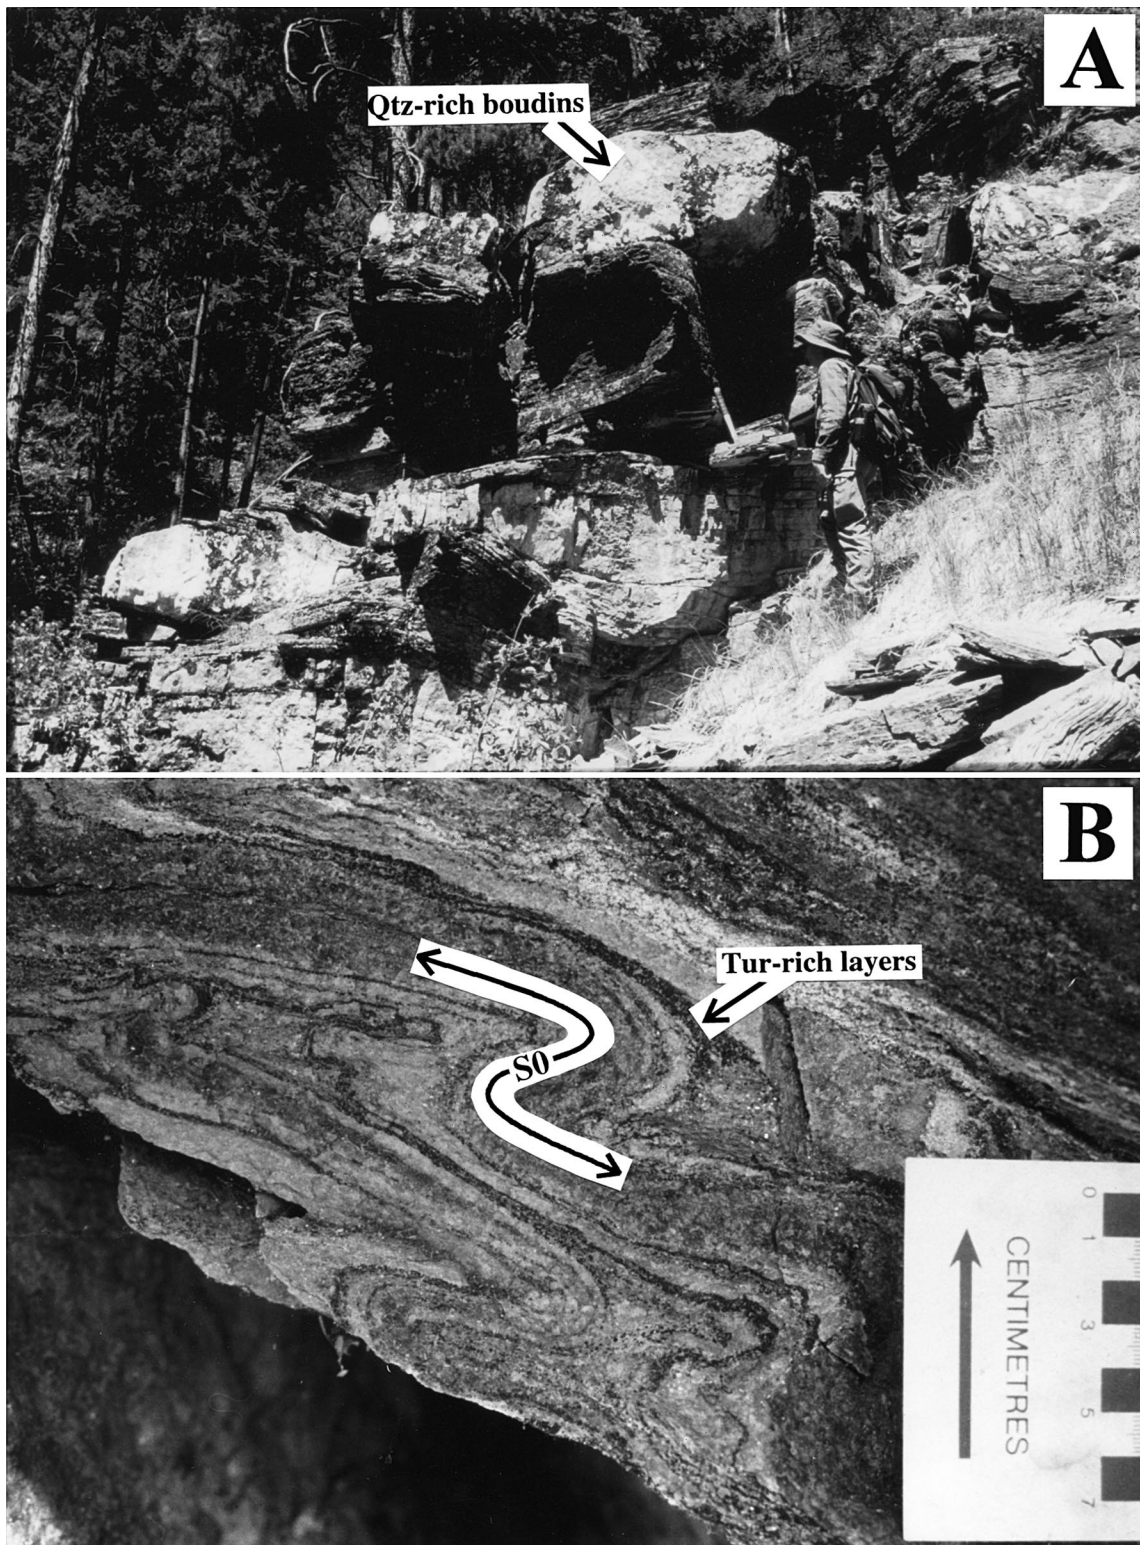 A
Qtz-rich boudins
B
Tur-rich layers
S0
0
1
3
5
7
CENTIMETRES